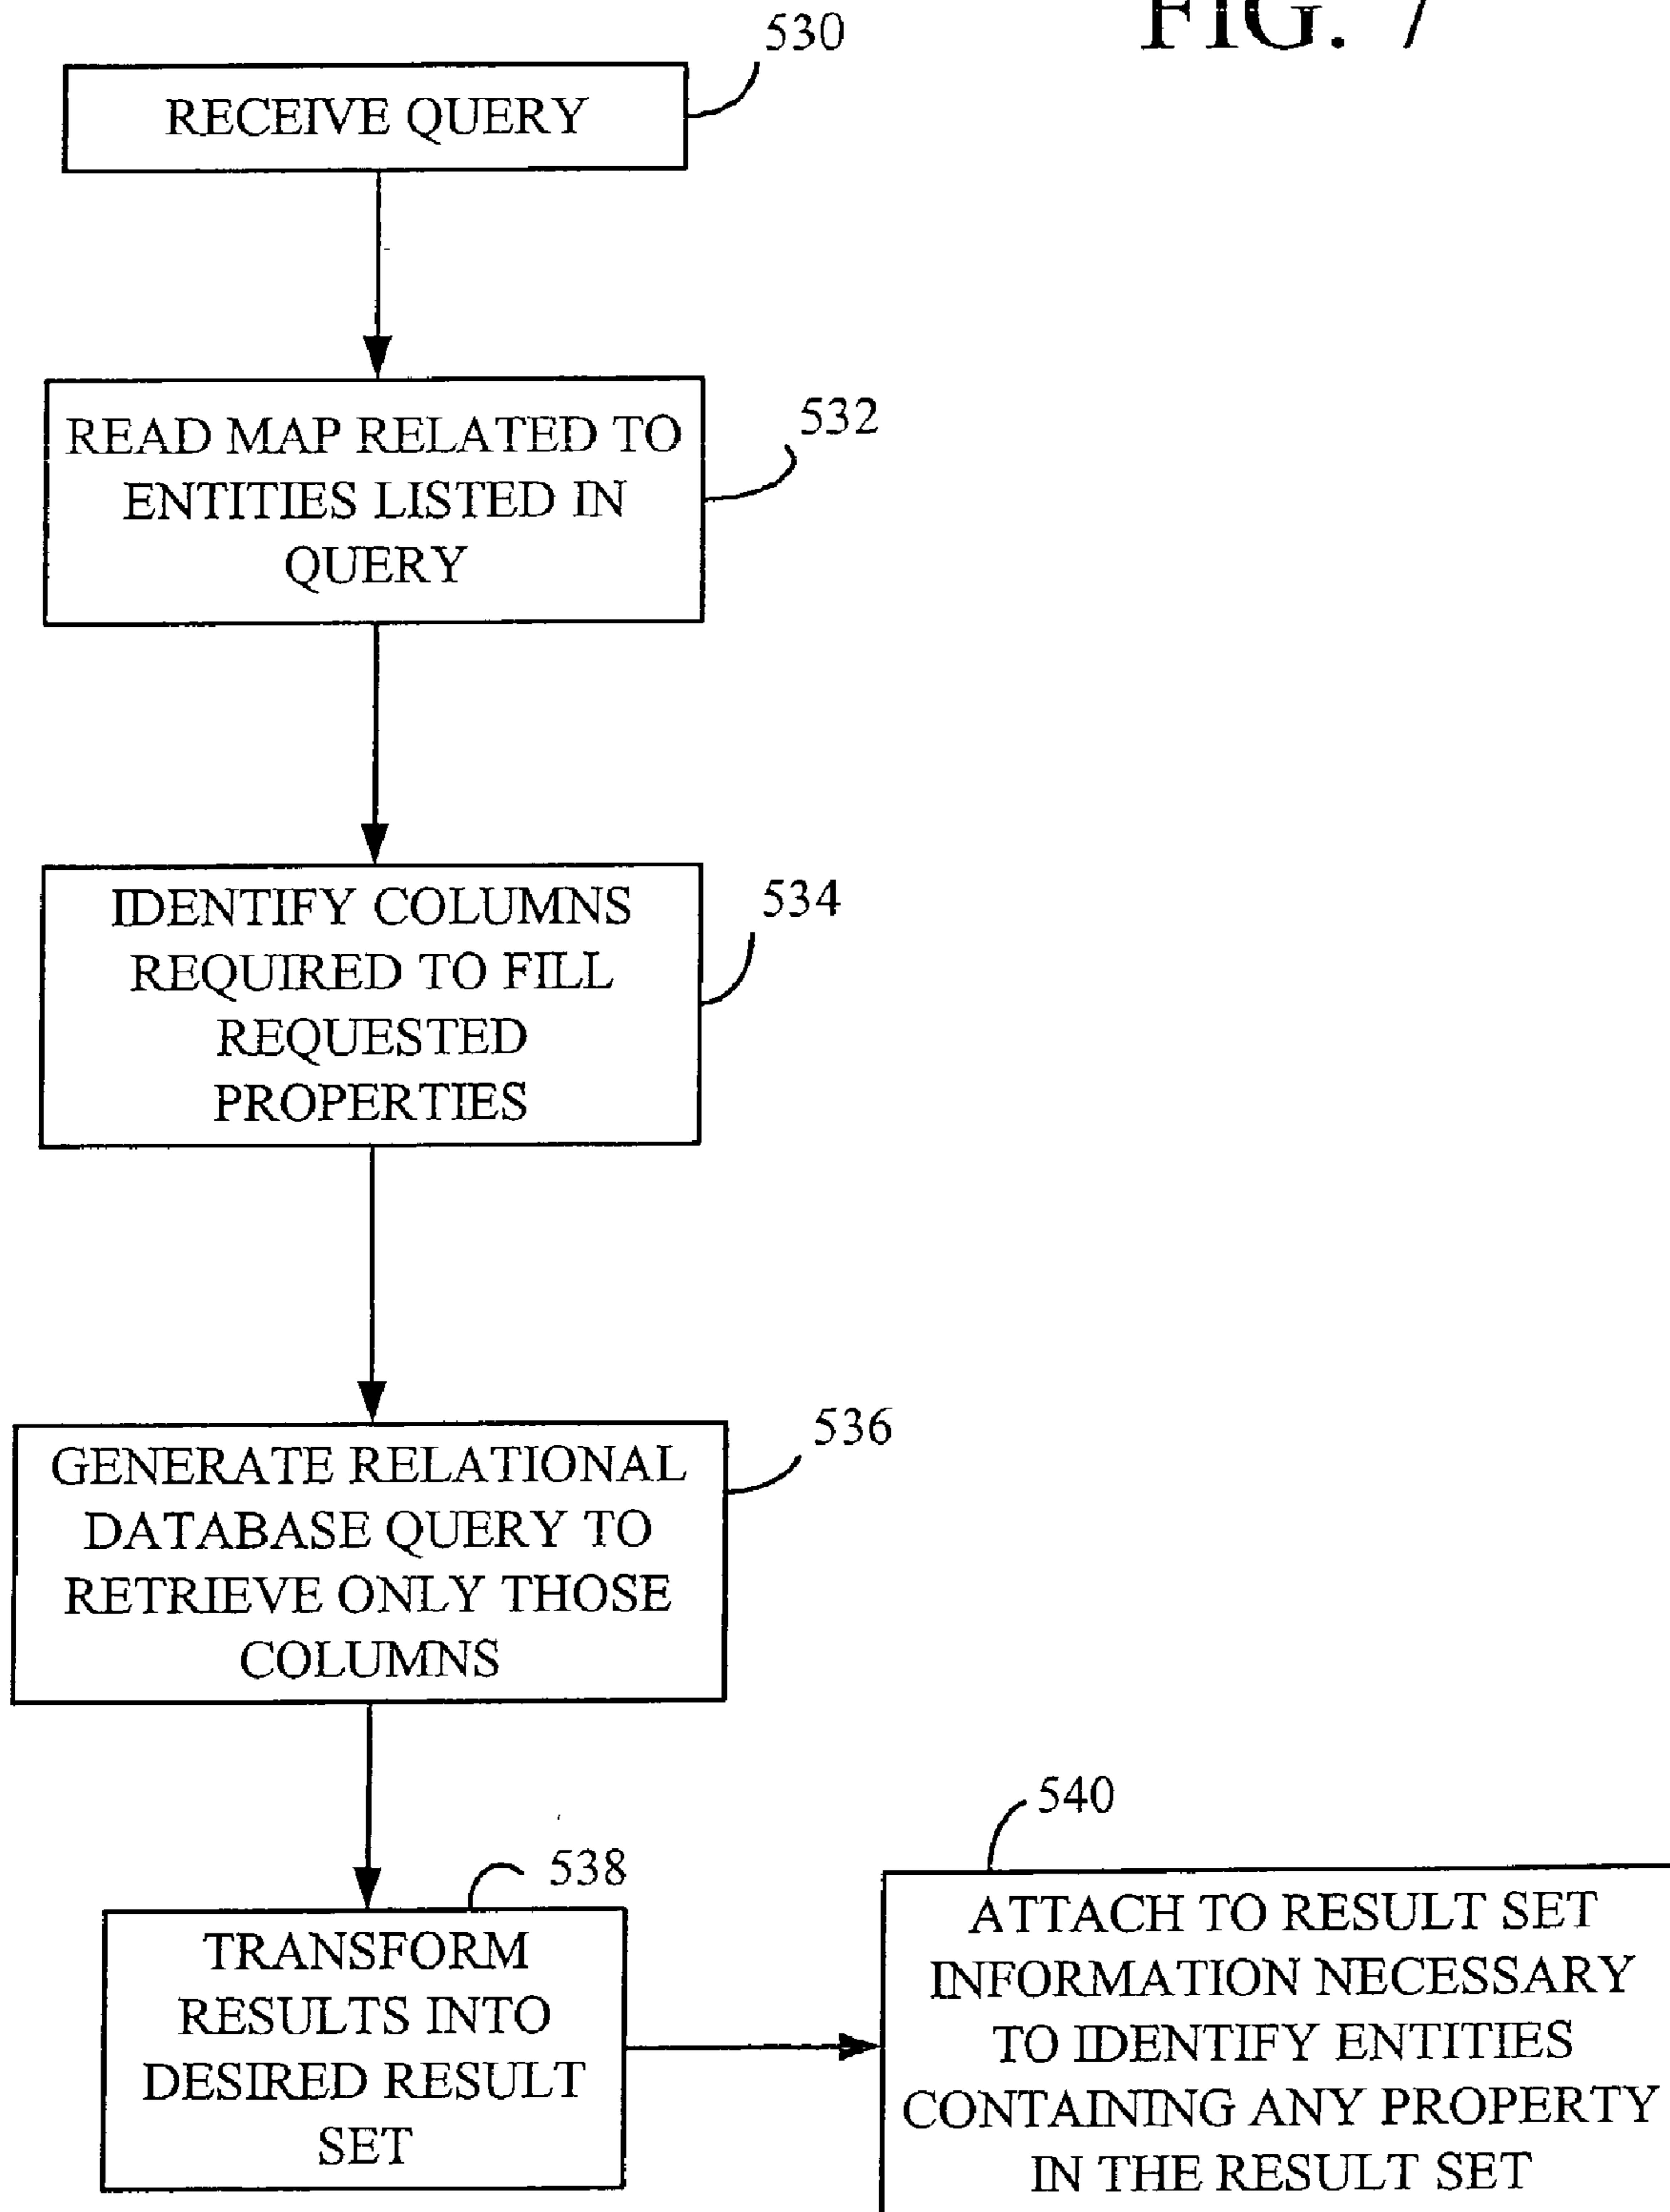 FIG. 7
530
RECEIVE QUERY
532
READ MAP RELATED TO
ENTITIES LISTED IN
QUERY
534
IDENTIFY COLUMNS
REQUIRED TO FILL
REQUESTED
PROPERTIES
536
GENERATE RELATIONAL
DATABASE QUERY TO
RETRIEVE ONLY THOSE
COLUMNS
538
TRANSFORM
RESULTS INTO
DESIRED RESULT
SET
540
ATTACH TO RESULT SET
INFORMATION NECESSARY
TO IDENTIFY ENTITIES
CONTAINING ANY PROPERTY
IN THE RESULT SET